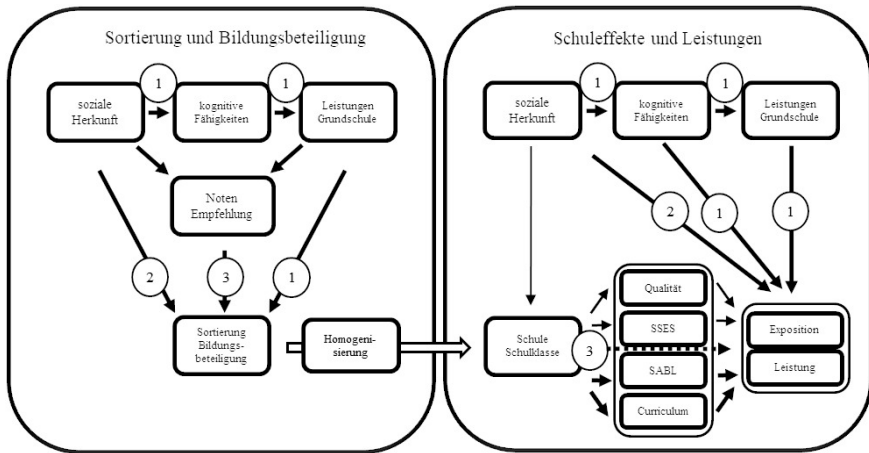 Sortierung und Bildungsbeteiligung
1
1
soziale
Herkunft
kognitive
Fähigkeiten
Leistungen
Grundschule
Noten
Empfehlung
2
3
1
Sortierung
Bildungs-
beteiligung
Homogeni-
sierung
Schuleffekte und Leistungen
1
1
soziale
Herkunft
kognitive
Fähigkeiten
Leistungen
Grundschule
2
1
1
Schule
Schulklasse
3
Qualität
SSES
SABL
Curriculum
Exposition
Leistung